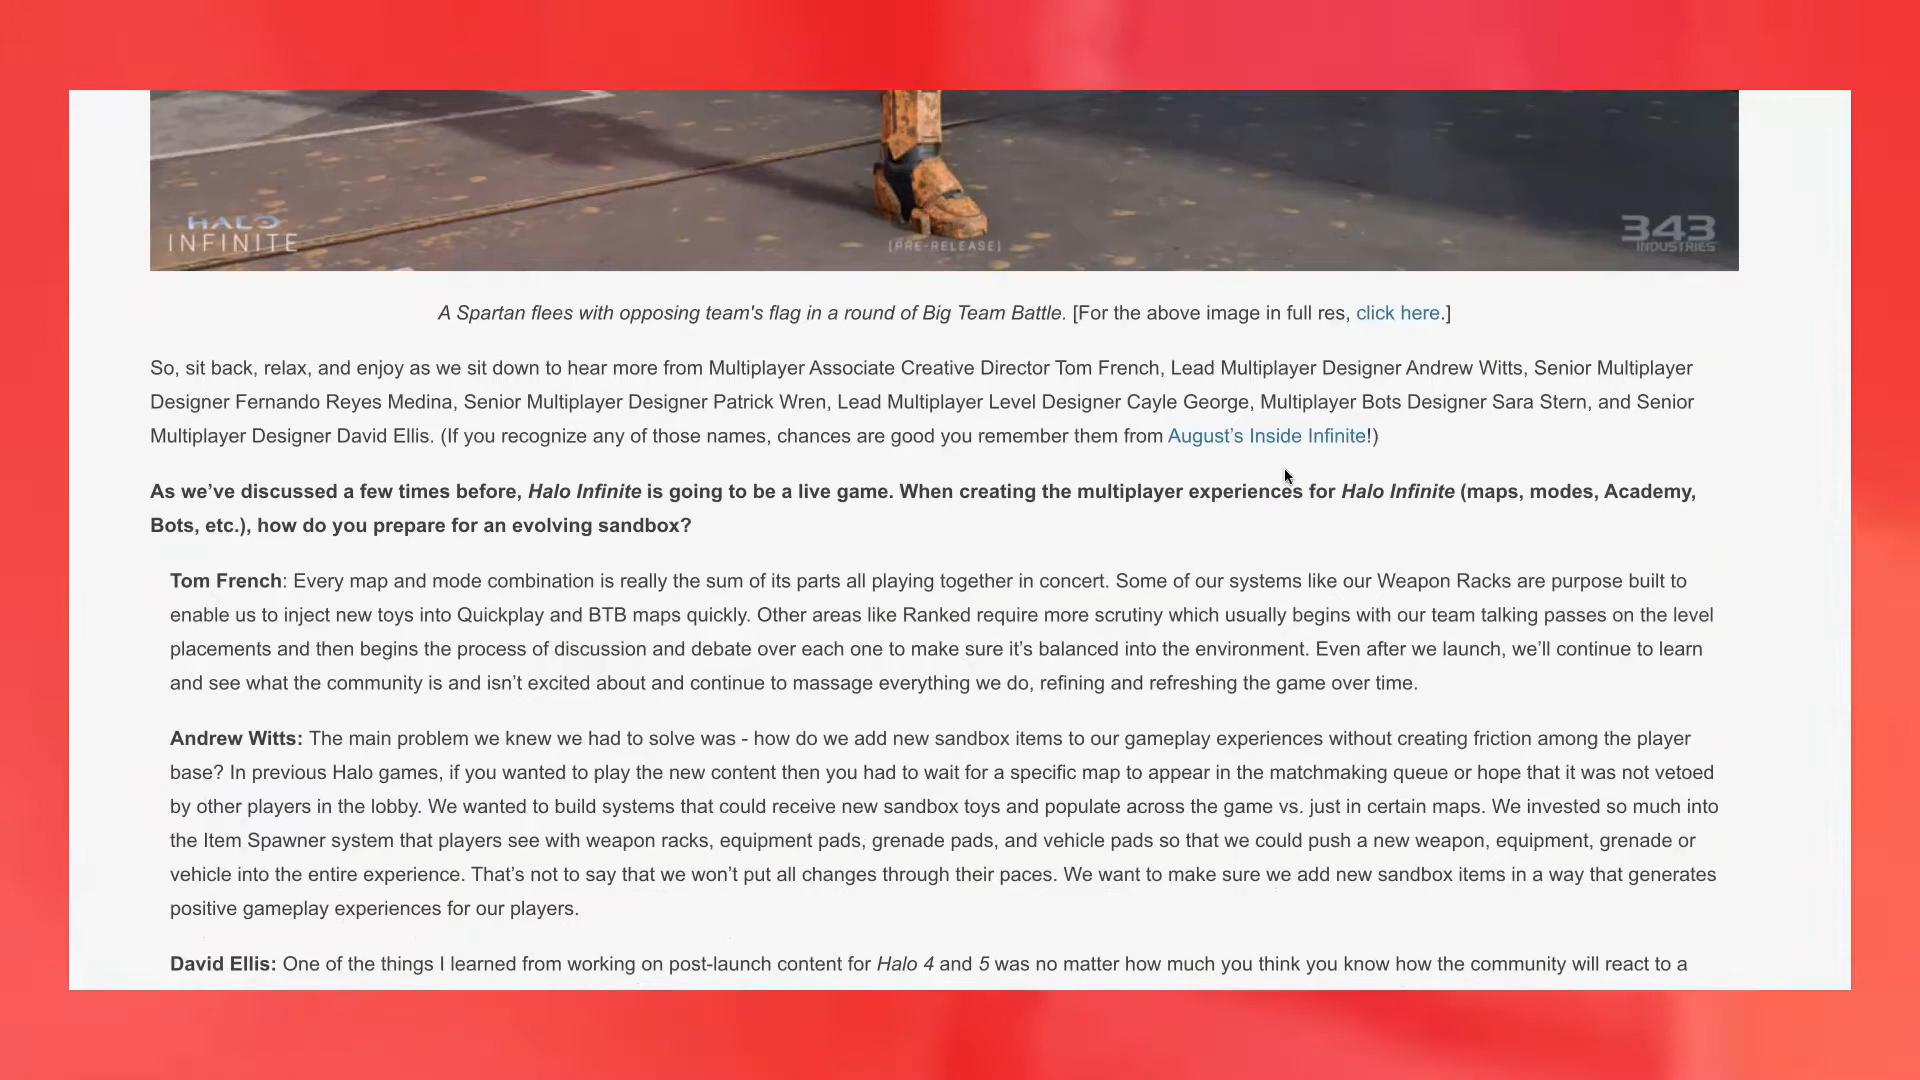 HALO
INFINITE
[PRE-RELEASE]
343
INDUSTRIES
A Spartan flees with opposing team's flag in a round of Big Team Battle. [For the above image in full res, click here.]
So, sit back, relax, and enjoy as we sit down to hear more from Multiplayer Associate Creative Director Tom French, Lead Multiplayer Designer Andrew Witts, Senior Multiplayer
Designer Fernando Reyes Medina, Senior Multiplayer Designer Patrick Wren, Lead Multiplayer Level Designer Cayle George, Multiplayer Bots Designer Sara Stern, and Senior
Multiplayer Designer David Ellis. (If you recognize any of those names, chances are good you remember them from August’s Inside Infinite!)
As we’ve discussed a few times before, Halo Infinite is going to be a live game. When creating the multiplayer experiences for Halo Infinite (maps, modes, Academy,
Bots, etc.), how do you prepare for an evolving sandbox?
Tom French: Every map and mode combination is really the sum of its parts all playing together in concert. Some of our systems like our Weapon Racks are purpose built to
enable us to inject new toys into Quickplay and BTB maps quickly. Other areas like Ranked require more scrutiny which usually begins with our team talking passes on the level
placements and then begins the process of discussion and debate over each one to make sure it’s balanced into the environment. Even after we launch, we’ll continue to learn
and see what the community is and isn’t excited about and continue to massage everything we do, refining and refreshing the game over time.
Andrew Witts: The main problem we knew we had to solve was - how do we add new sandbox items to our gameplay experiences without creating friction among the player
base? In previous Halo games, if you wanted to play the new content then you had to wait for a specific map to appear in the matchmaking queue or hope that it was not vetoed
by other players in the lobby. We wanted to build systems that could receive new sandbox toys and populate across the game vs. just in certain maps. We invested so much into
the Item Spawner system that players see with weapon racks, equipment pads, grenade pads, and vehicle pads so that we could push a new weapon, equipment, grenade or
vehicle into the entire experience. That’s not to say that we won’t put all changes through their paces. We want to make sure we add new sandbox items in a way that generates
positive gameplay experiences for our players.
David Ellis: One of the things I learned from working on post-launch content for Halo 4 and 5 was no matter how much you think you know how the community will react to a